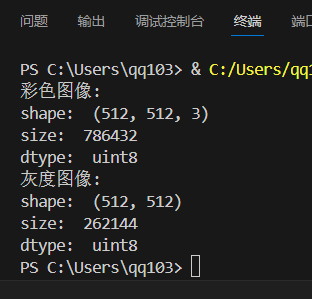 问题 输出 调试控制台 终端 端
PS C:\Users\qq103> & C:/Users/qq1
彩色图像:
shape:  (512, 512, 3)
size:  786432
dtype:  uint8
灰度图像:
shape:  (512, 512)
size:  262144
dtype:  uint8
PS C:\Users\qq103>